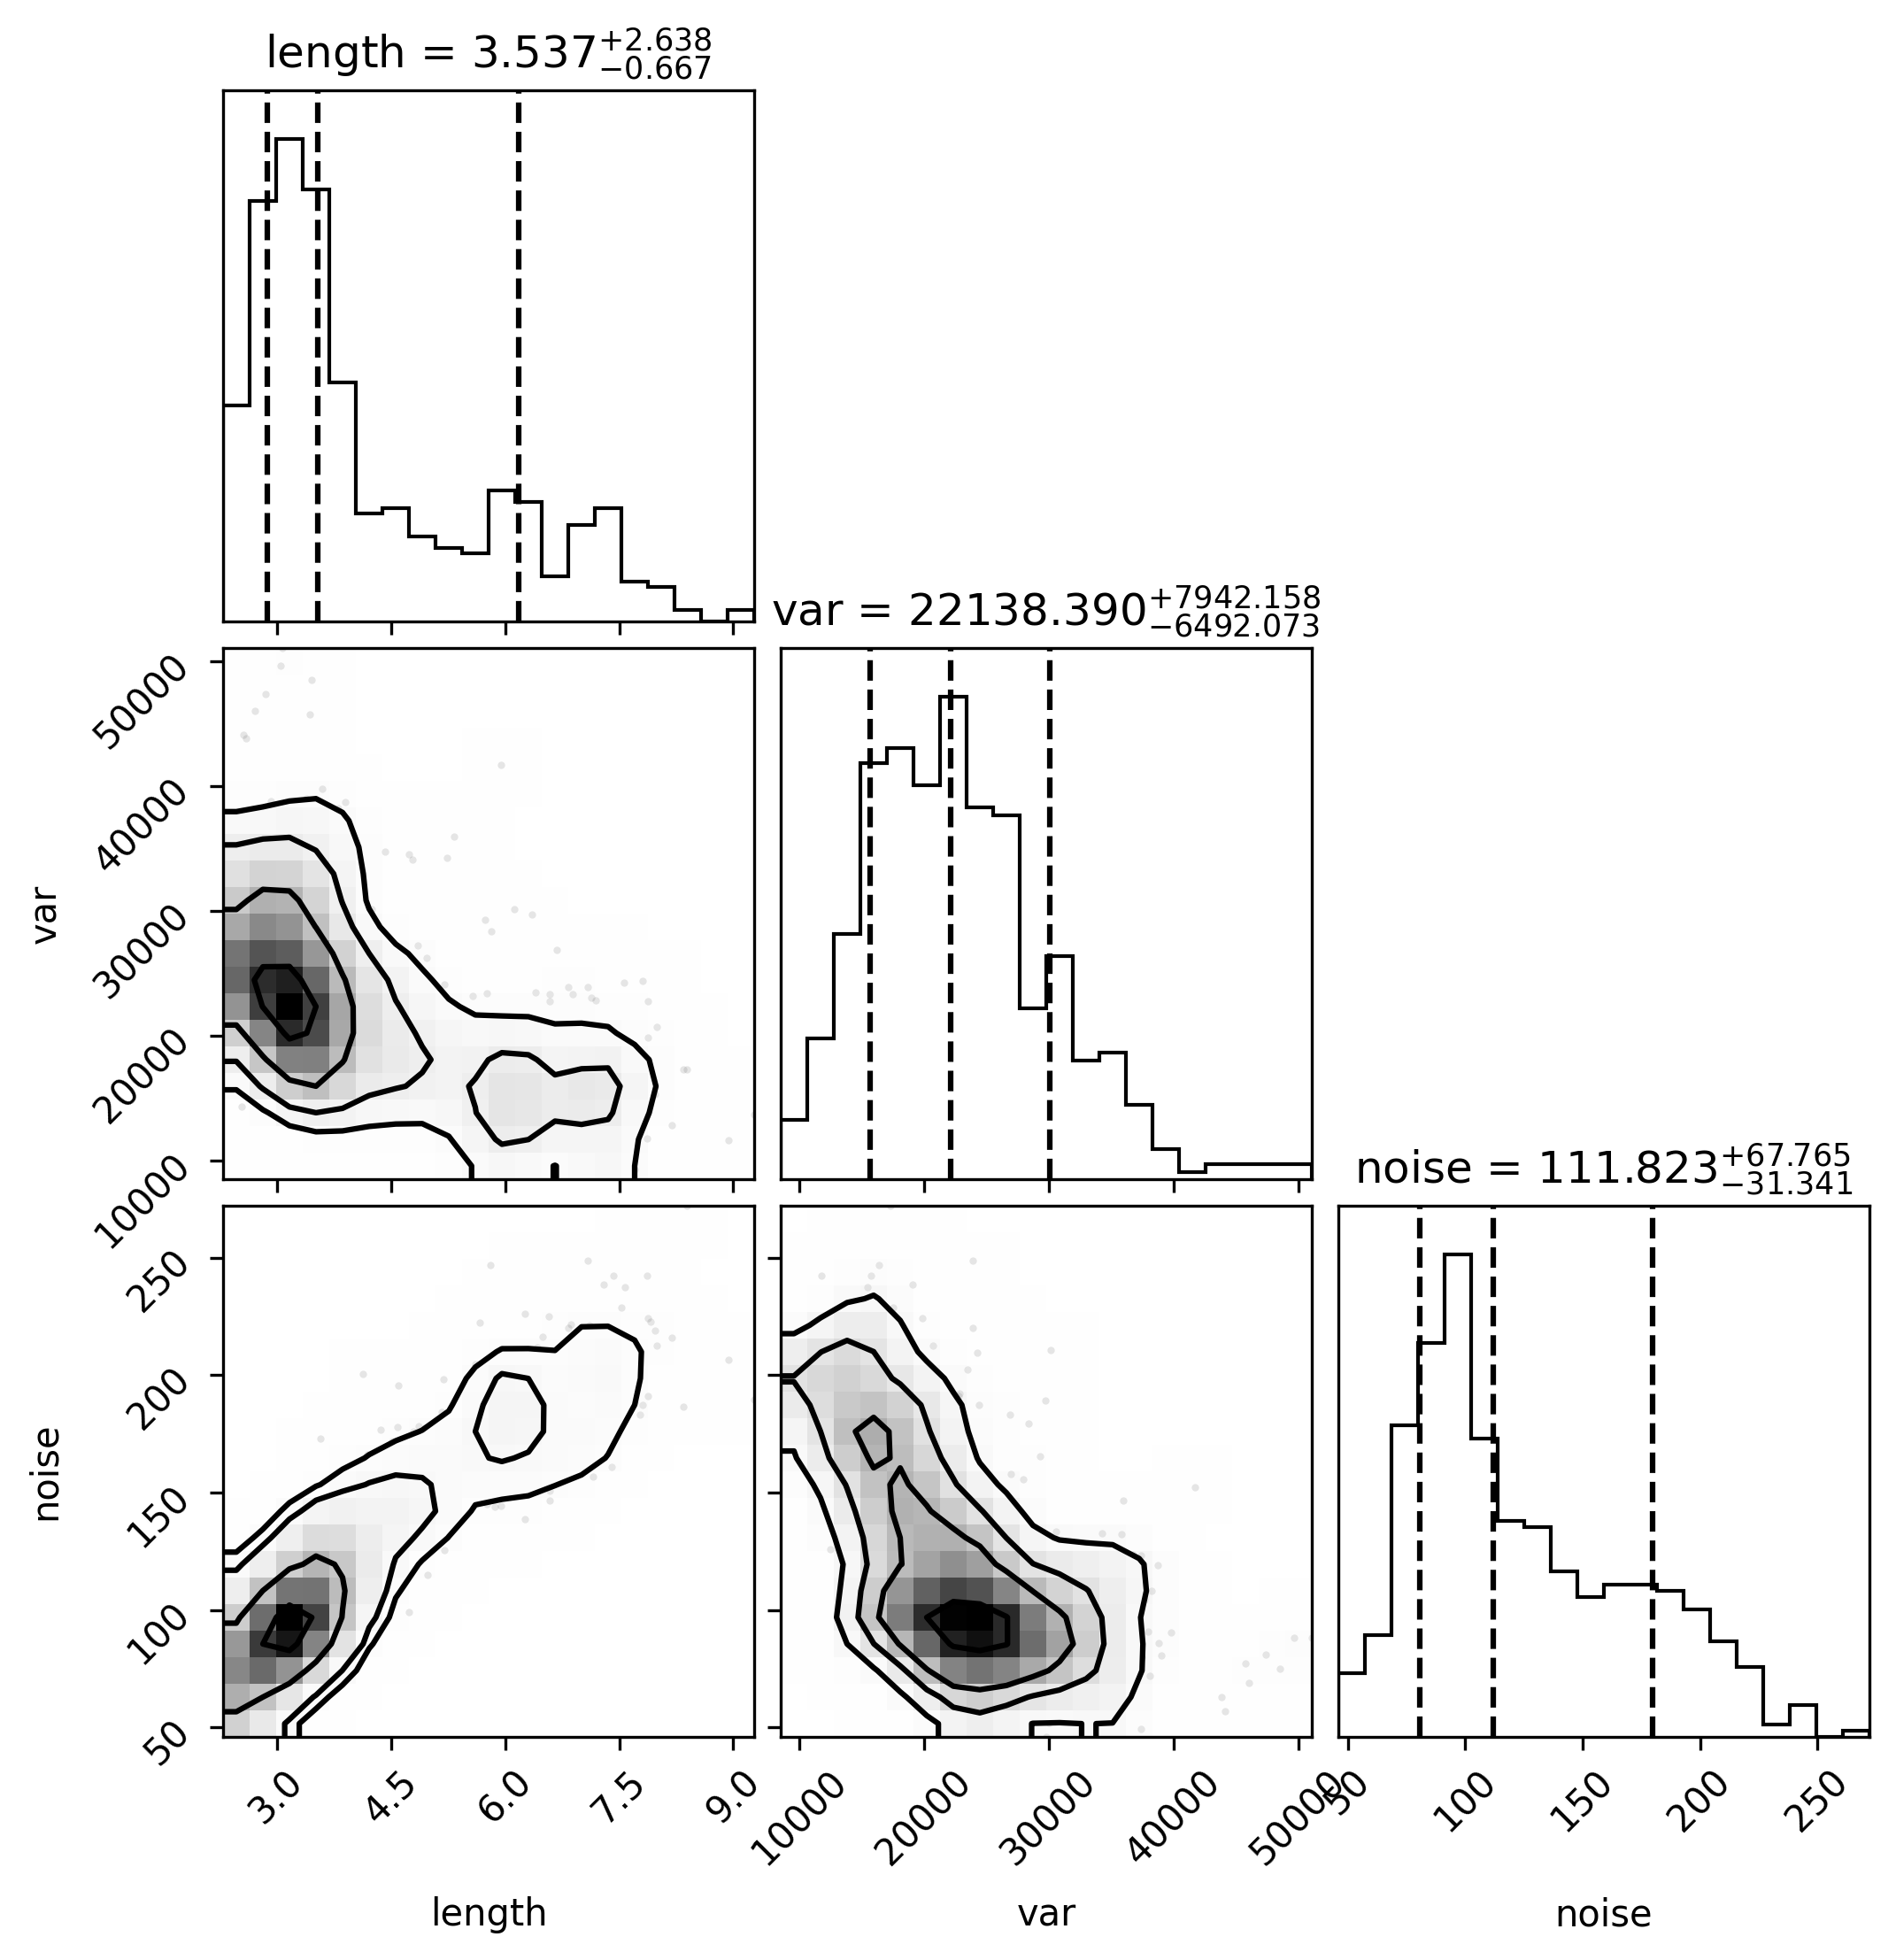 length = 3.537+2.638−0.667
var = 22138.390+7942.158−6492.073
50000
40000
30000
20000
10000
var
noise = 111.823+67.765−31.341
250
200
150
100
50
noise
3.0 4.5 6.0 7.5 9.0 10000 20000 30000 40000 50000 50 100 150 200 250
length var noise